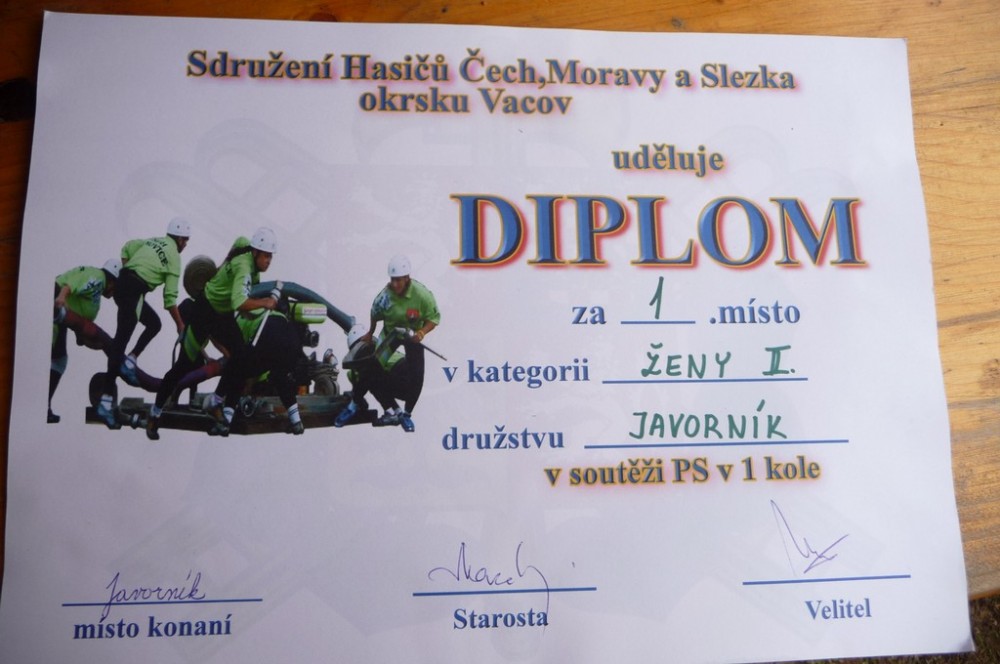 Sdružení Hasičů Čech,Moravy a Slezka
okrsku Vacov
uděluje
DIPLOM
za 1 .místo
v kategorii ŽENY II.
družstvu JAVORNÍK
v soutěži PS v 1 kole
Javorník
místo konaní
Starosta
Velitel